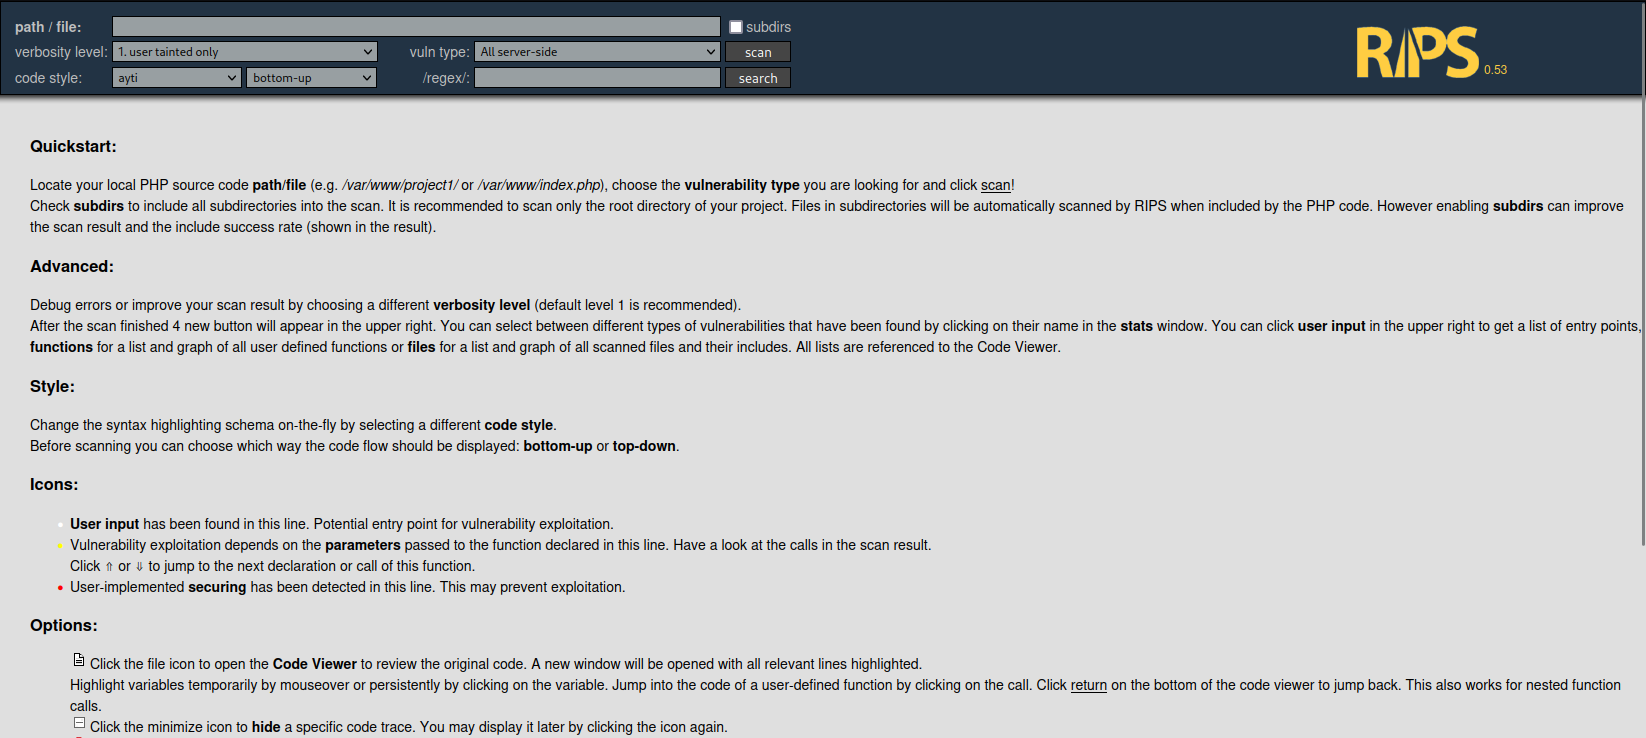 path / file: subdirs
verbosity level: 1. user tainted only vuln type: All server-side scan
code style: ayti bottom-up /regex/: search
RIPS 0.53
Quickstart:
Locate your local PHP source code path/file (e.g. /var/www/project1/ or /var/www/index.php), choose the vulnerability type you are looking for and click scan!
Check subdirs to include all subdirectories into the scan. It is recommended to scan only the root directory of your project. Files in subdirectories will be automatically scanned by RIPS when included by the PHP code. However enabling subdirs can improve
the scan result and the include success rate (shown in the result).
Advanced:
Debug errors or improve your scan result by choosing a different verbosity level (default level 1 is recommended).
After the scan finished 4 new button will appear in the upper right. You can select between different types of vulnerabilities that have been found by clicking on their name in the stats window. You can click user input in the upper right to get a list of entry points,
functions for a list and graph of all user defined functions or files for a list and graph of all scanned files and their includes. All lists are referenced to the Code Viewer.
Style:
Change the syntax highlighting schema on-the-fly by selecting a different code style.
Before scanning you can choose which way the code flow should be displayed: bottom-up or top-down.
Icons:
User input has been found in this line. Potential entry point for vulnerability exploitation.
Vulnerability exploitation depends on the parameters passed to the function declared in this line. Have a look at the calls in the scan result.
Click ⇑ or ⇓ to jump to the next declaration or call of this function.
User-implemented securing has been detected in this line. This may prevent exploitation.
Options:
Click the file icon to open the Code Viewer to review the original code. A new window will be opened with all relevant lines highlighted.
Highlight variables temporarily by mouseover or persistently by clicking on the variable. Jump into the code of a user-defined function by clicking on the call. Click return on the bottom of the code viewer to jump back. This also works for nested function
calls.
Click the minimize icon to hide a specific code trace. You may display it later by clicking the icon again.